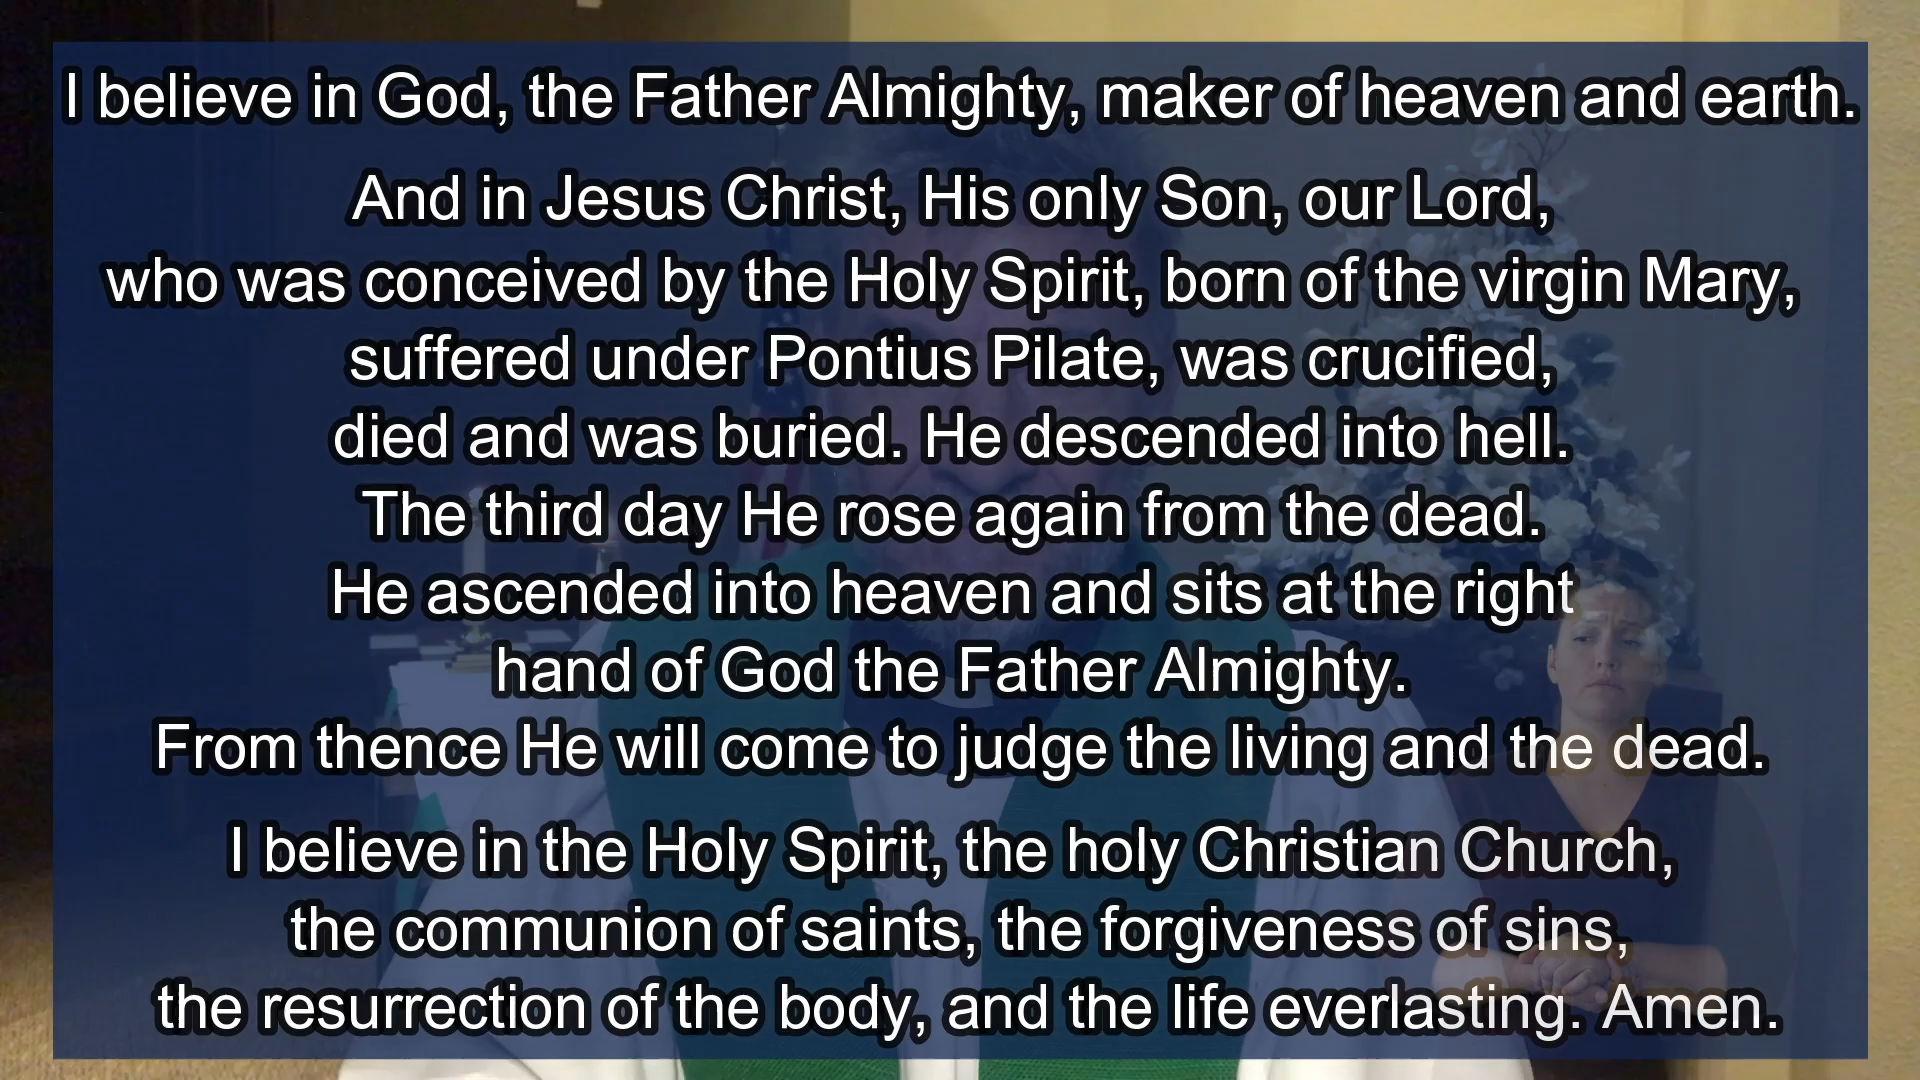 I believe in God, the Father Almighty, maker of heaven and earth.
And in Jesus Christ, His only Son, our Lord,
who was conceived by the Holy Spirit, born of the virgin Mary,
suffered under Pontius Pilate, was crucified,
died and was buried. He descended into hell.
The third day He rose again from the dead.
He ascended into heaven and sits at the right
hand of God the Father Almighty.
From thence He will come to judge the living and the dead.
I believe in the Holy Spirit, the holy Christian Church,
the communion of saints, the forgiveness of sins,
the resurrection of the body, and the life everlasting. Amen.